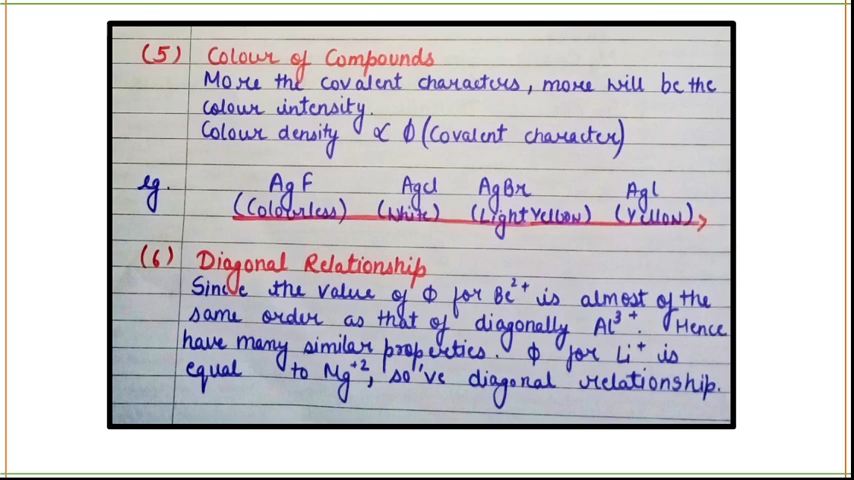 (5) Colour of Compounds
More the covalent characters, more will be the
colour intensity.
Colour density ∝ ϕ (Covalent character)
eg. AgF Agcl AgBr AgI
(Colourless) (White) (Light Yellow) (Yellow)
(6) Diagonal Relationship
Since the value of ϕ for Be²⁺ is almost of the
same order as that of diagonally Al³⁺. Hence
have many similar properties. ϕ for Li⁺ is
equal to Mg⁺², so've diagonal relationship.